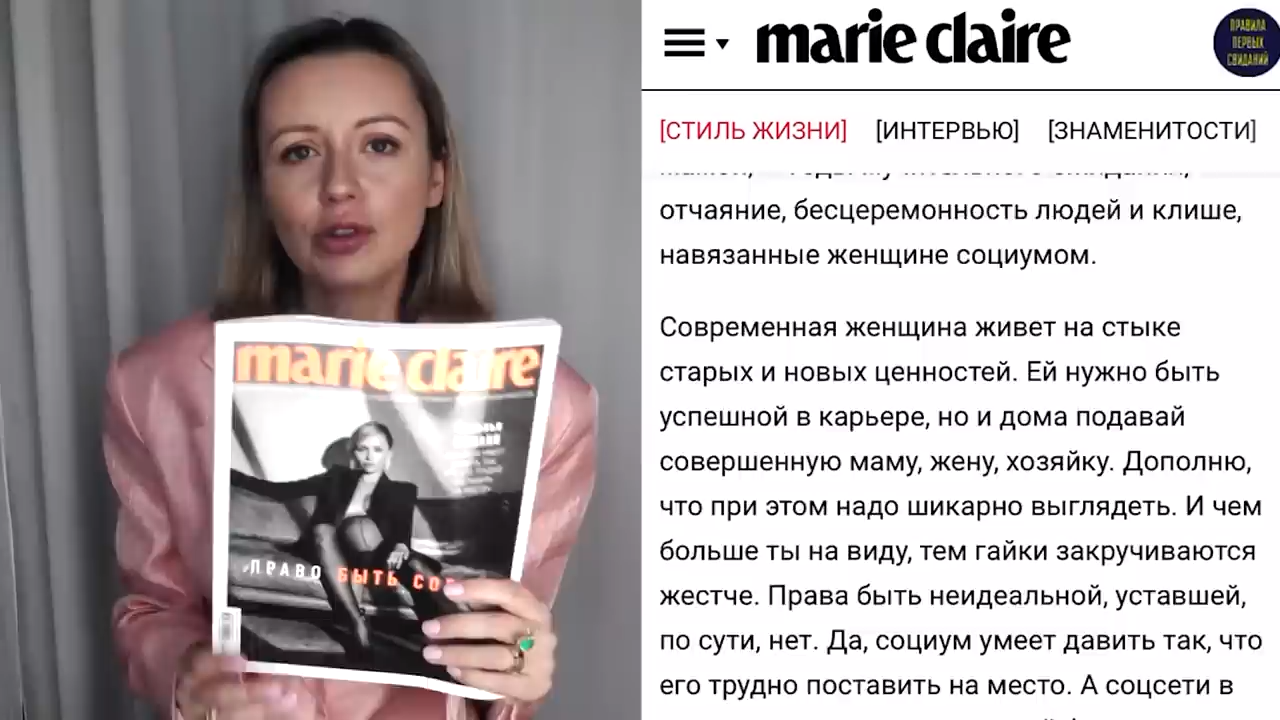 marie claire
ПРАВО БЫТЬ СО
marie claire
ПРАВИЛА
ПЕРВЫХ
СВИДАНИЙ
[СТИЛЬ ЖИЗНИ] [ИНТЕРВЬЮ] [ЗНАМЕНИТОСТИ]
отчаяние, бесцеремонность людей и клише,
навязанные женщине социумом.
Современная женщина живет на стыке
старых и новых ценностей. Ей нужно быть
успешной в карьере, но и дома подавай
совершенную маму, жену, хозяйку. Дополню,
что при этом надо шикарно выглядеть. И чем
больше ты на виду, тем гайки закручиваются
жестче. Права быть неидеальной, уставшей,
по сути, нет. Да, социум умеет давить так, что
его трудно поставить на место. А соцсети в